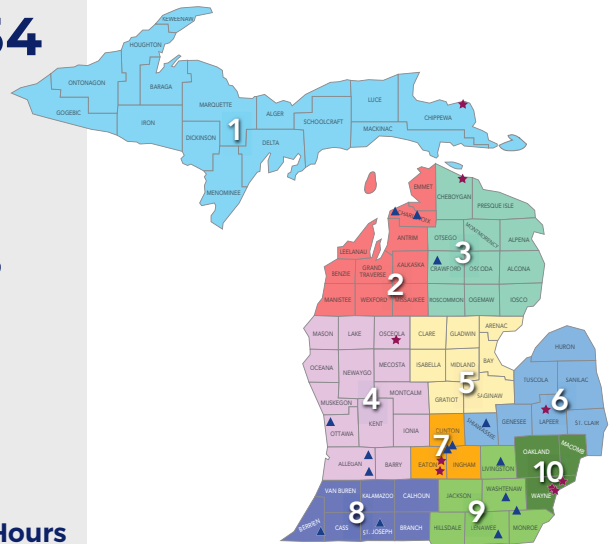 54
KEWEENAW
HOUGHTON
ONTONAGON
BARAGA
GOGEBIC
IRON
MARQUETTE
DICKINSON
1
MENOMINEE
ALGER
DELTA
SCHOOLCRAFT
LUCE
MACKINAC
CHIPPEWA
EMMET
CHEBOYGAN
PRESQUE ISLE
CHARLEVOIX
ANTRIM
OTSEGO
MONTMORENCY
ALPENA
LEELANAU
3
BENZIE
GRAND
TRAVERSE
KALKASKA
CRAWFORD
OSCODA
ALCONA
2
MANISTEE
WEXFORD
MISSAUKEE
ROSCOMMON
OGEMAW
IOSCO
MASON
LAKE
OSCEOLA
CLARE
GLADWIN
ARENAC
HURON
OCEANA
NEWAYGO
MECOSTA
ISABELLA
MIDLAND
BAY
TUSCOLA
SANILAC
5
MUSKEGON
MONTCALM
GRATIOT
SAGINAW
4
6
OTTAWA
KENT
IONIA
CLINTON
SHIAWASSEE
GENESEE
LAPEER
ST. CLAIR
7
ALLEGAN
BARRY
EATON
INGHAM
LIVINGSTON
OAKLAND
MACOMB
10
VAN BUREN
KALAMAZOO
CALHOUN
JACKSON
WASHTENAW
WAYNE
8
9
BERRIEN
CASS
ST. JOSEPH
BRANCH
HILLSDALE
LENAWEE
MONROE
Hours